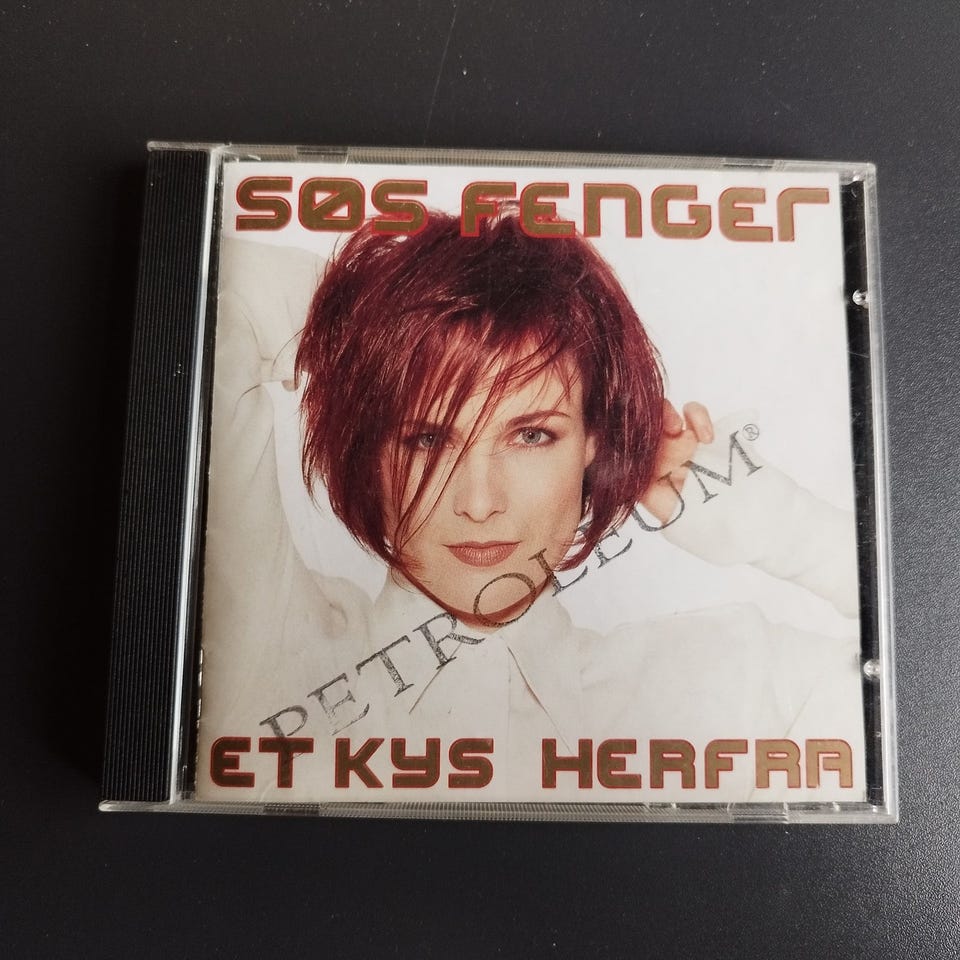 SØS FENGER
PETROLEUM®
ET KYS HERFRA